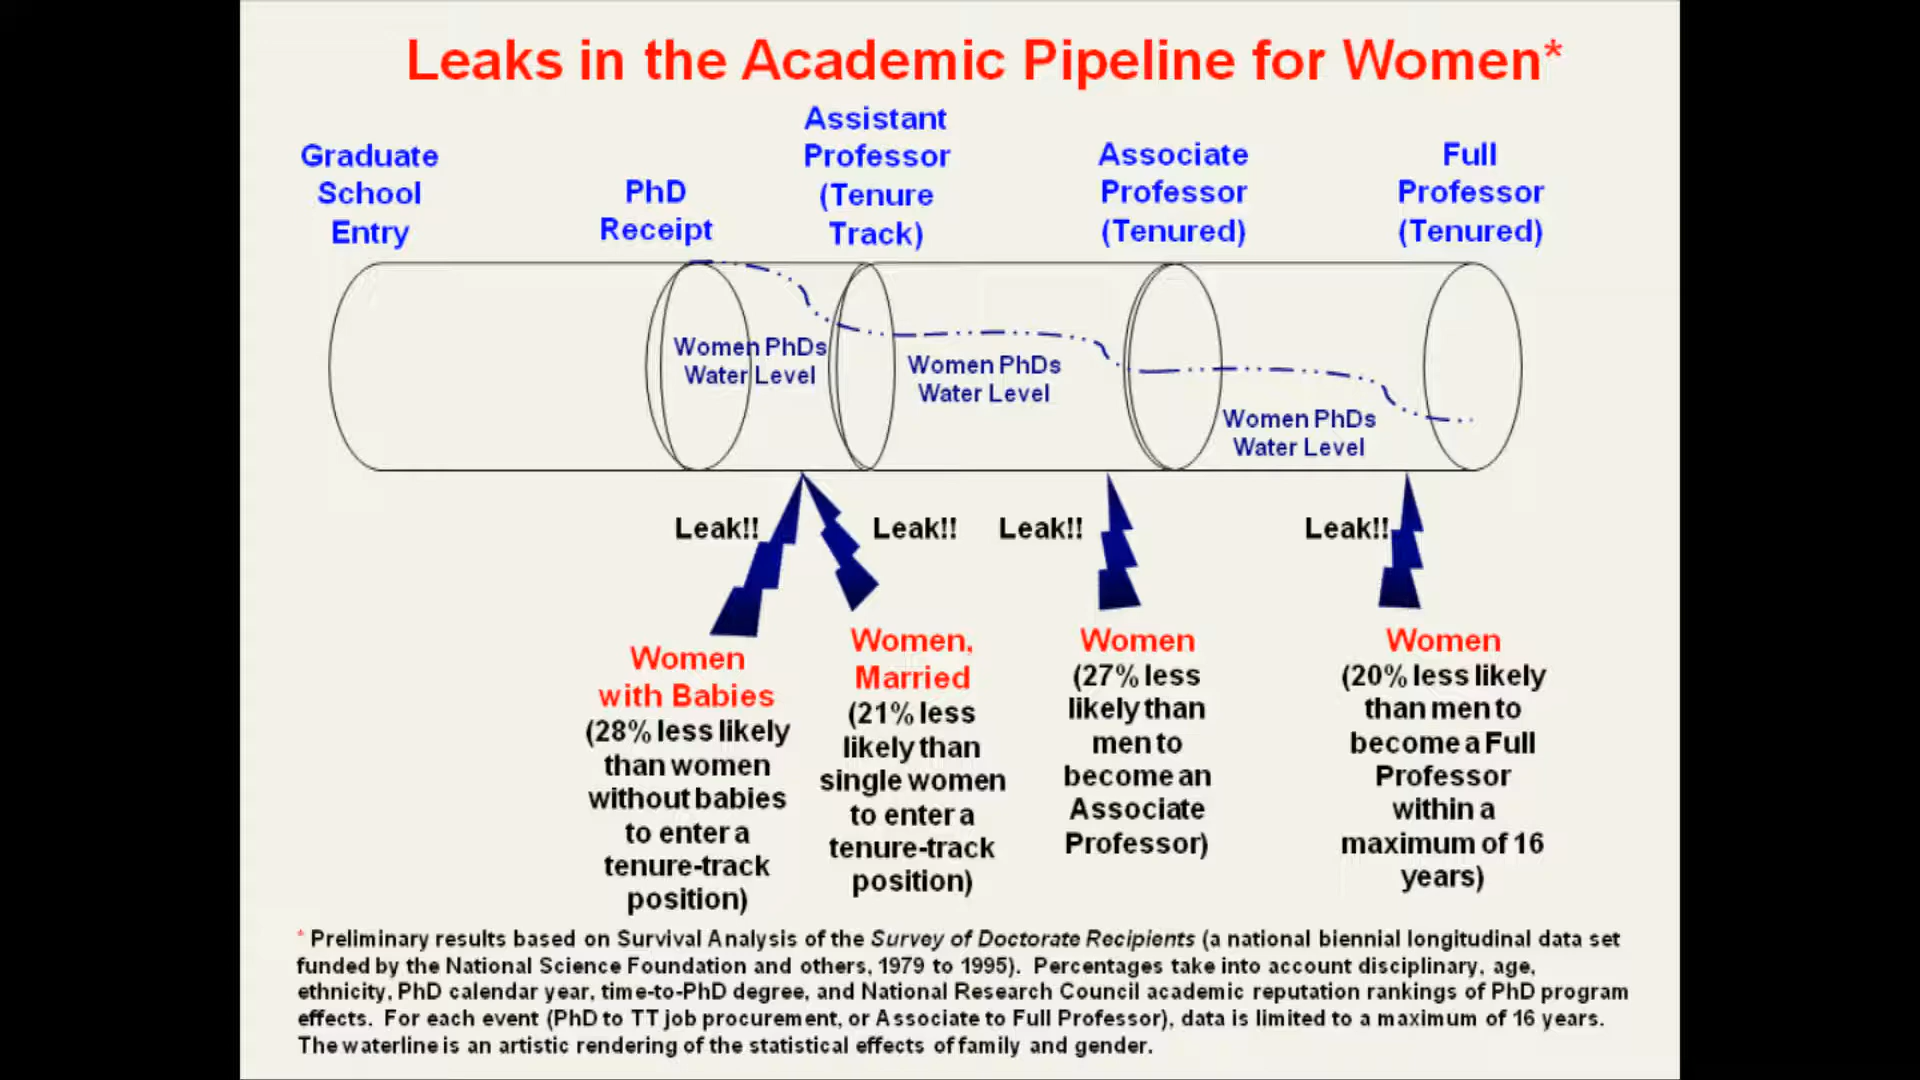 Leaks in the Academic Pipeline for Women*
Graduate
School
Entry
PhD
Receipt
Assistant
Professor
(Tenure
Track)
Associate
Professor
(Tenured)
Full
Professor
(Tenured)
Women PhDs
Water Level
Women PhDs
Water Level
Women PhDs
Water Level
Leak!!
Leak!!
Leak!!
Leak!!
Women
with Babies
(28% less likely
than women
without babies
to enter a
tenure-track
position)
Women,
Married
(21% less
likely than
single women
to enter a
tenure-track
position)
Women
(27% less
likely than
men to
become an
Associate
Professor)
Women
(20% less likely
than men to
become a Full
Professor
within a
maximum of 16
years)
* Preliminary results based on Survival Analysis of the Survey of Doctorate Recipients (a national biennial longitudinal data set
funded by the National Science Foundation and others, 1979 to 1995). Percentages take into account disciplinary, age,
ethnicity, PhD calendar year, time-to-PhD degree, and National Research Council academic reputation rankings of PhD program
effects. For each event (PhD to TT job procurement, or Associate to Full Professor), data is limited to a maximum of 16 years.
The waterline is an artistic rendering of the statistical effects of family and gender.